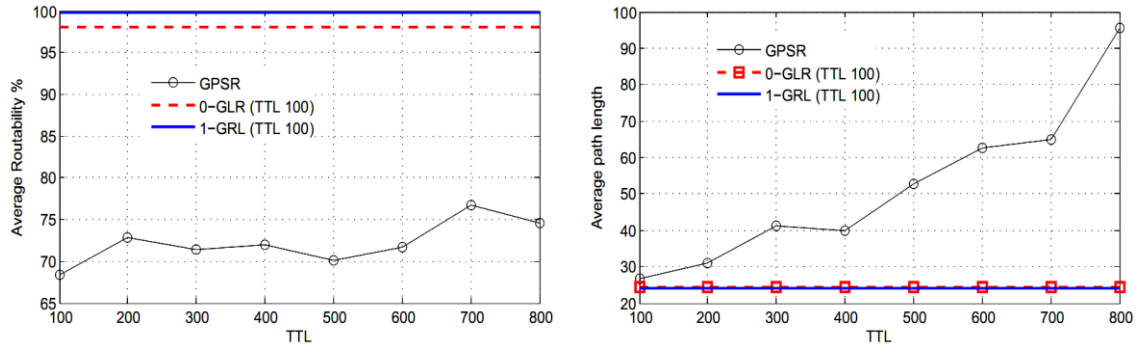 Average Routability %
100
95
90
85
80
75
70
65
GPSR
0-GLR (TTL 100)
1-GRL (TTL 100)
100 200 300 400 500 600 700 800
TTL
Average path length
100
90
80
70
60
50
40
30
20
GPSR
0-GLR (TTL 100)
1-GRL (TTL 100)
100 200 300 400 500 600 700 800
TTL